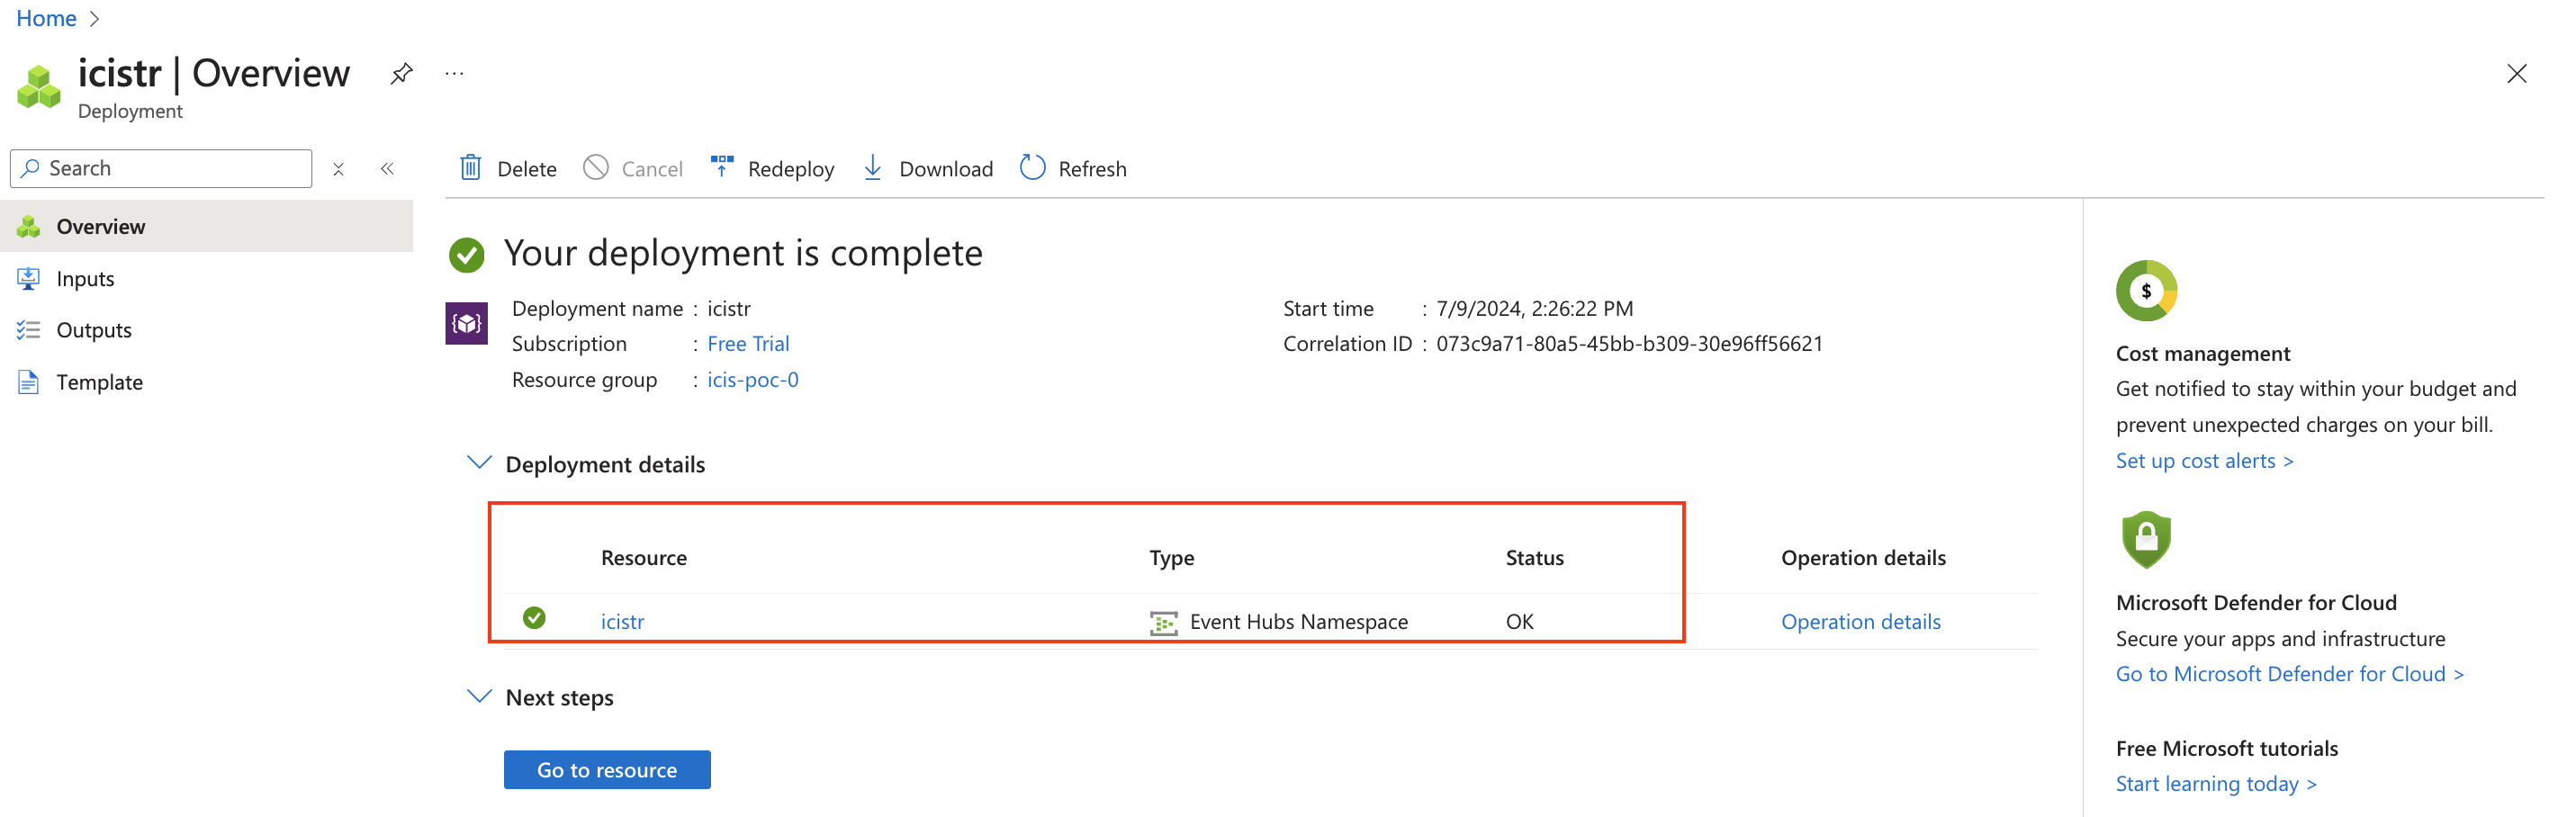 Home
icistr | Overview
...
Deployment
Search
Overview
Inputs
Outputs
Template
Delete
Cancel
Redeploy
Download
Refresh
Your deployment is complete
Deployment name : icistr
Subscription : Free Trial
Resource group : icis-poc-0
Start time : 7/9/2024, 2:26:22 PM
Correlation ID : 073c9a71-80a5-45bb-b309-30e96ff56621
Deployment details
Resource Type Status Operation details
icistr Event Hubs Namespace OK Operation details
Next steps
Go to resource
$
Cost management
Get notified to stay within your budget and
prevent unexpected charges on your bill.
Set up cost alerts >
Microsoft Defender for Cloud
Secure your apps and infrastructure
Go to Microsoft Defender for Cloud >
Free Microsoft tutorials
Start learning today >